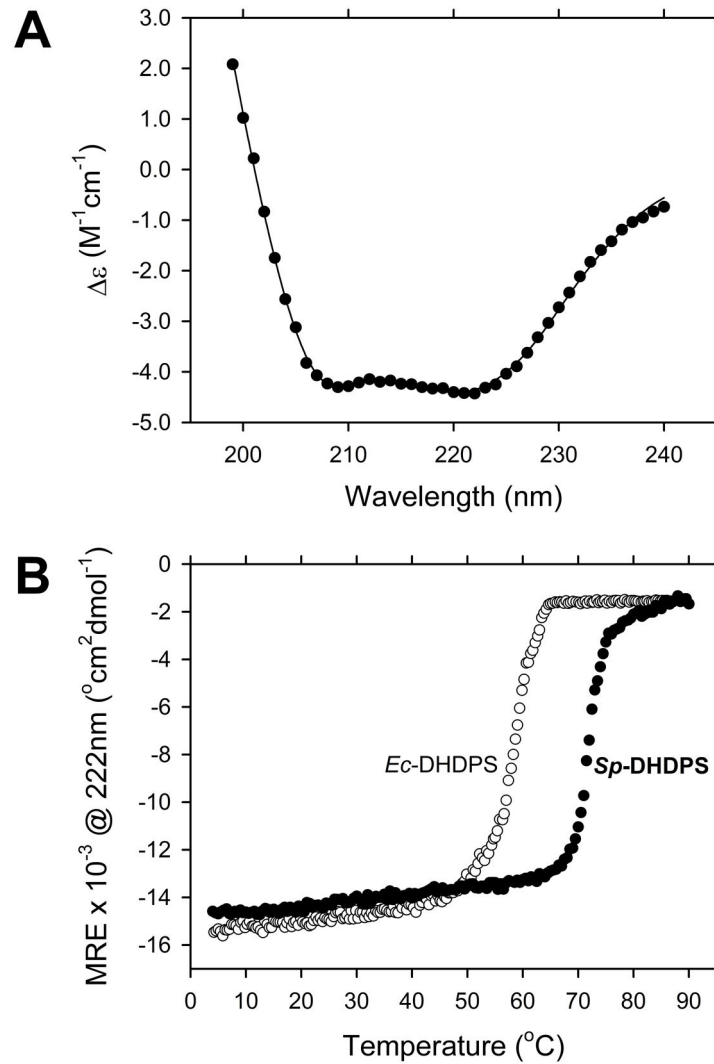 A
3.0
2.0
1.0
0.0
-1.0
-2.0
-3.0
-4.0
-5.0
Δε (M⁻¹cm⁻¹)
200 210 220 230 240
Wavelength (nm)
B
0
-2
-4
-6
-8
-10
-12
-14
-16
MRE x 10⁻³ @ 222nm (°cm²dmol⁻¹)
Ec-DHDPS
Sp-DHDPS
0 10 20 30 40 50 60 70 80 90
Temperature (°C)